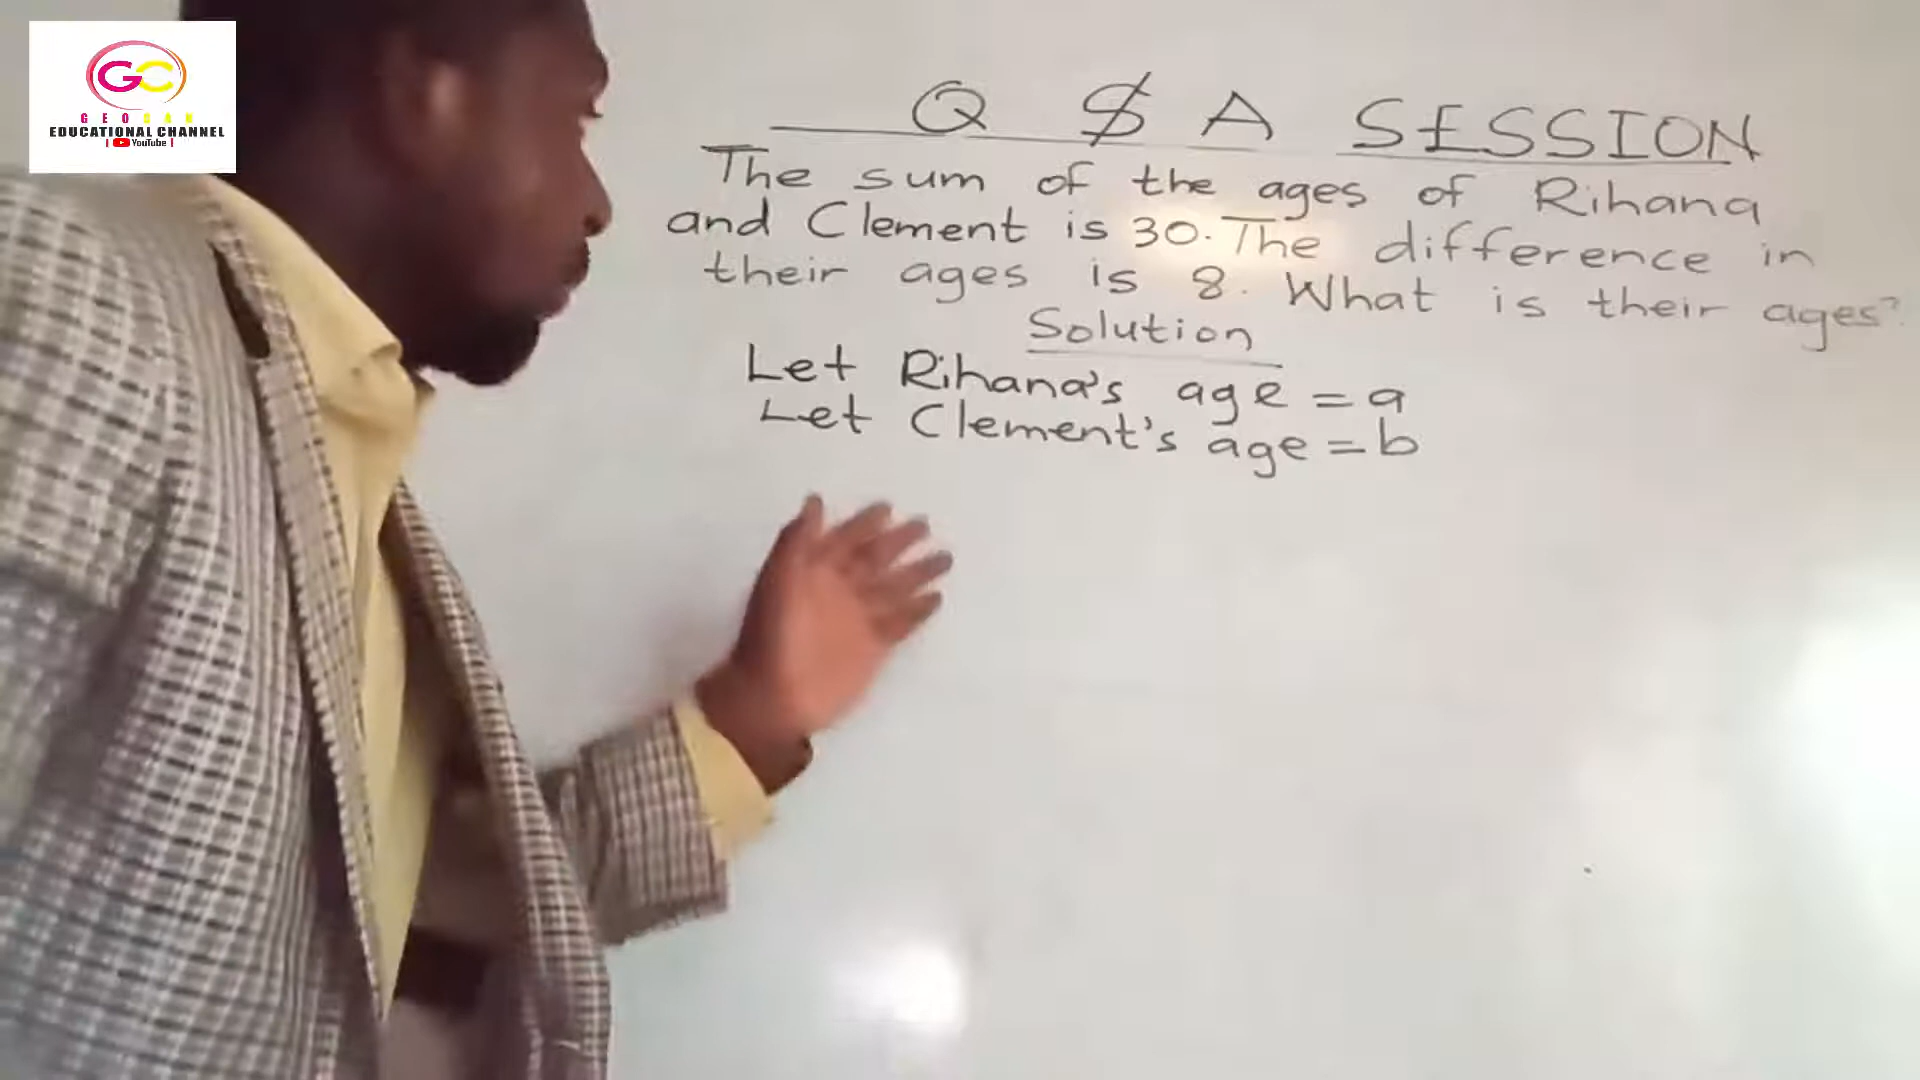 GC
GEOSAN
EDUCATIONAL CHANNEL
| YouTube |
Q $ A SESSION
The sum of the ages of Rihana
and Clement is 30. The difference in
their ages is 8. What is their ages?
Solution
Let Rihana's age = a
Let Clement's age = b